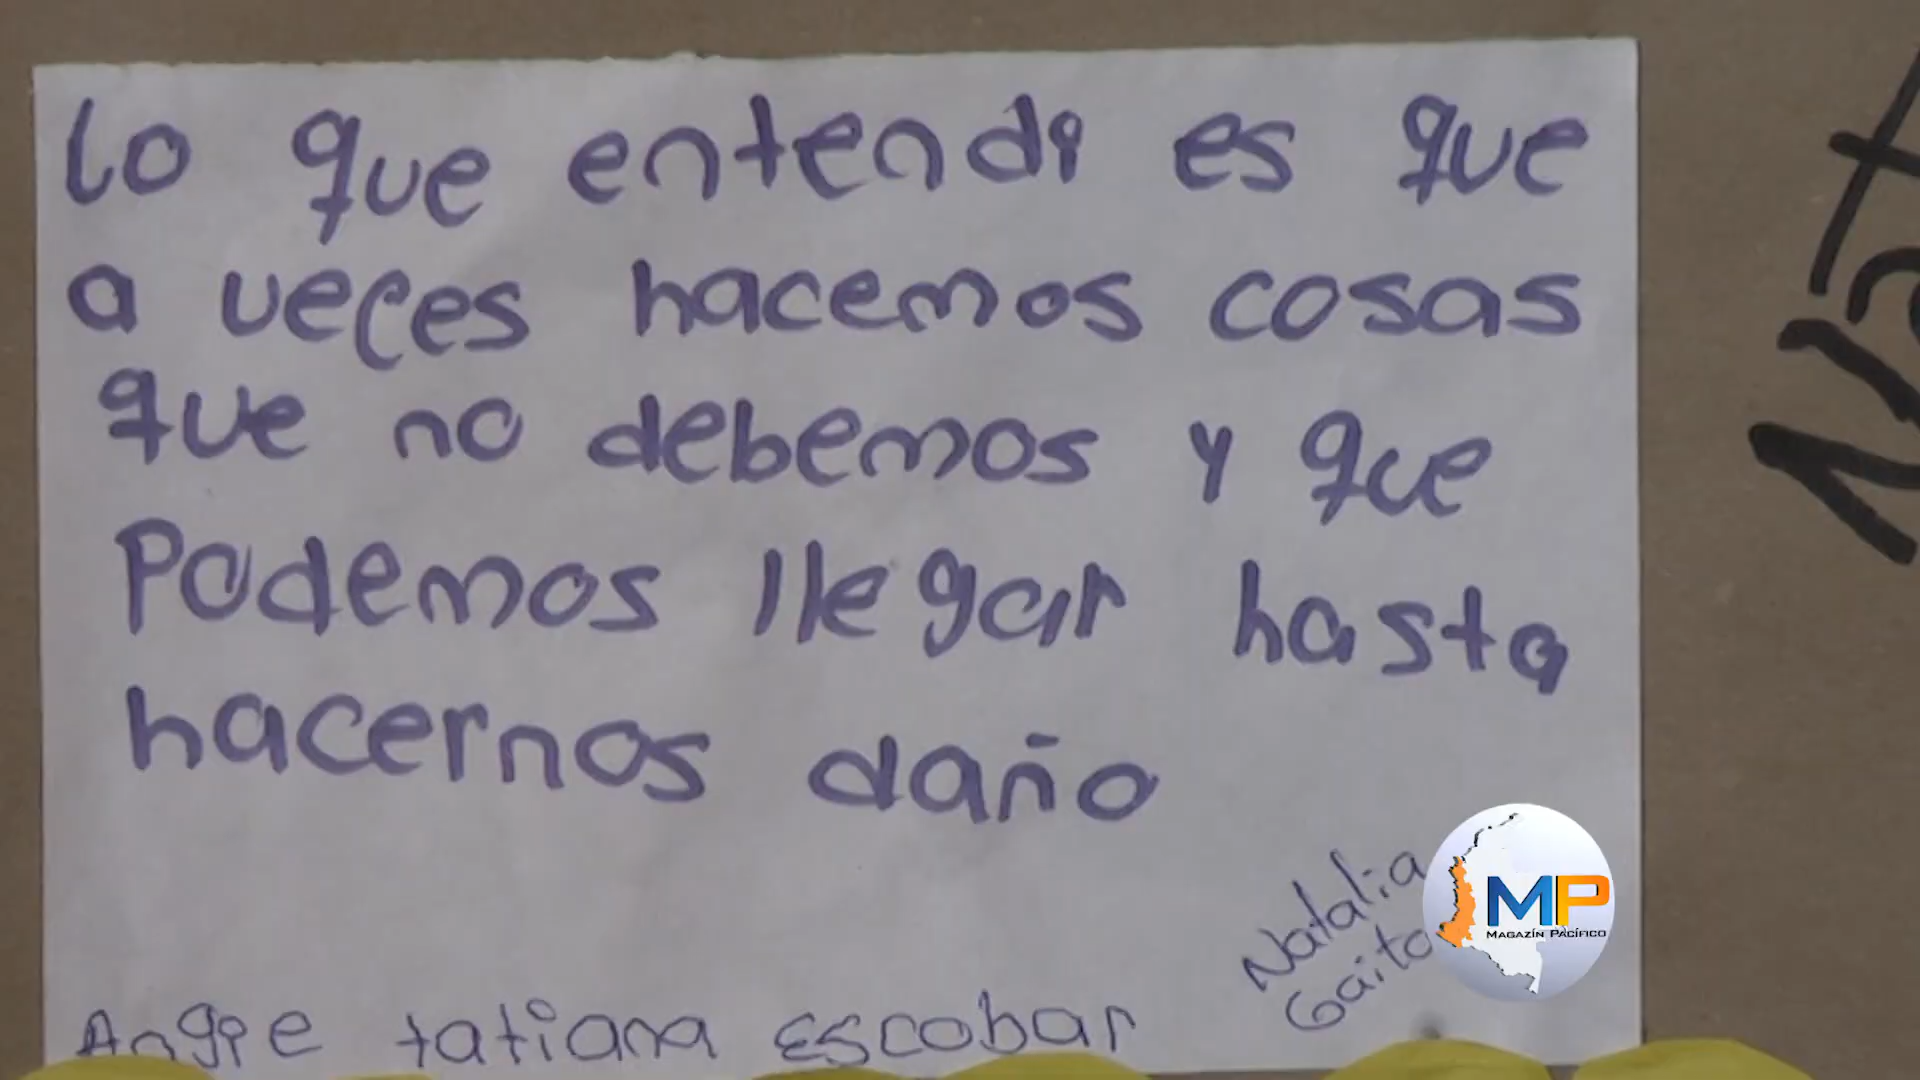 lo que entendi es que
a veces hacemos cosas
que no debemos y que
Podemos llegar hasta
hacernos daño
Natalia
Angie tatiana Escobar
MP
MAGAZÍN PACÍFICO